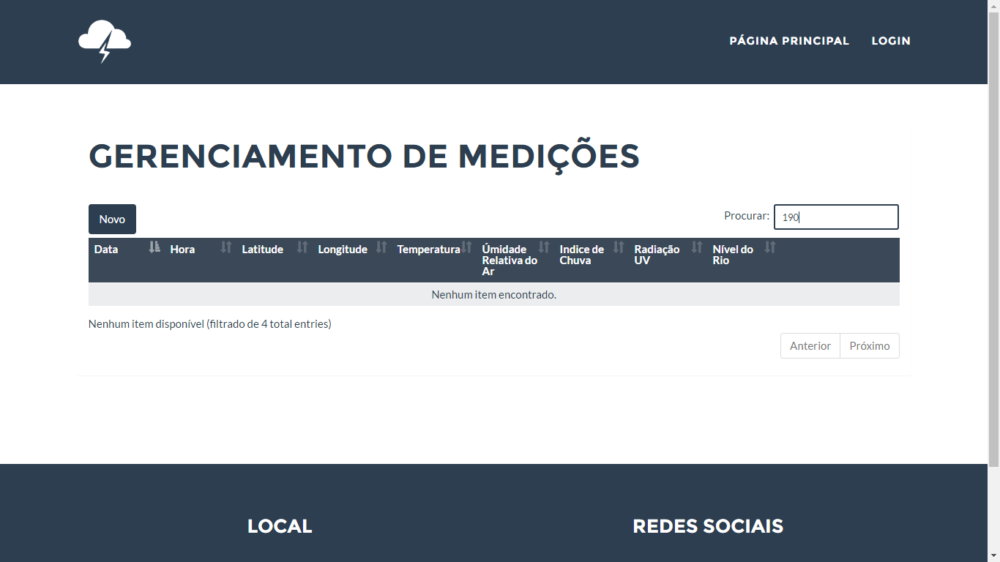 PÁGINA PRINCIPAL LOGIN
GERENCIAMENTO DE MEDIÇÕES
Novo
Procurar: 190
Data Hora Latitude Longitude Temperatura Úmidade Relativa do Ar Indice de Chuva Radiação UV Nível do Rio
Nenhum item encontrado.
Nenhum item disponível (filtrado de 4 total entries)
Anterior Próximo
LOCAL REDES SOCIAIS